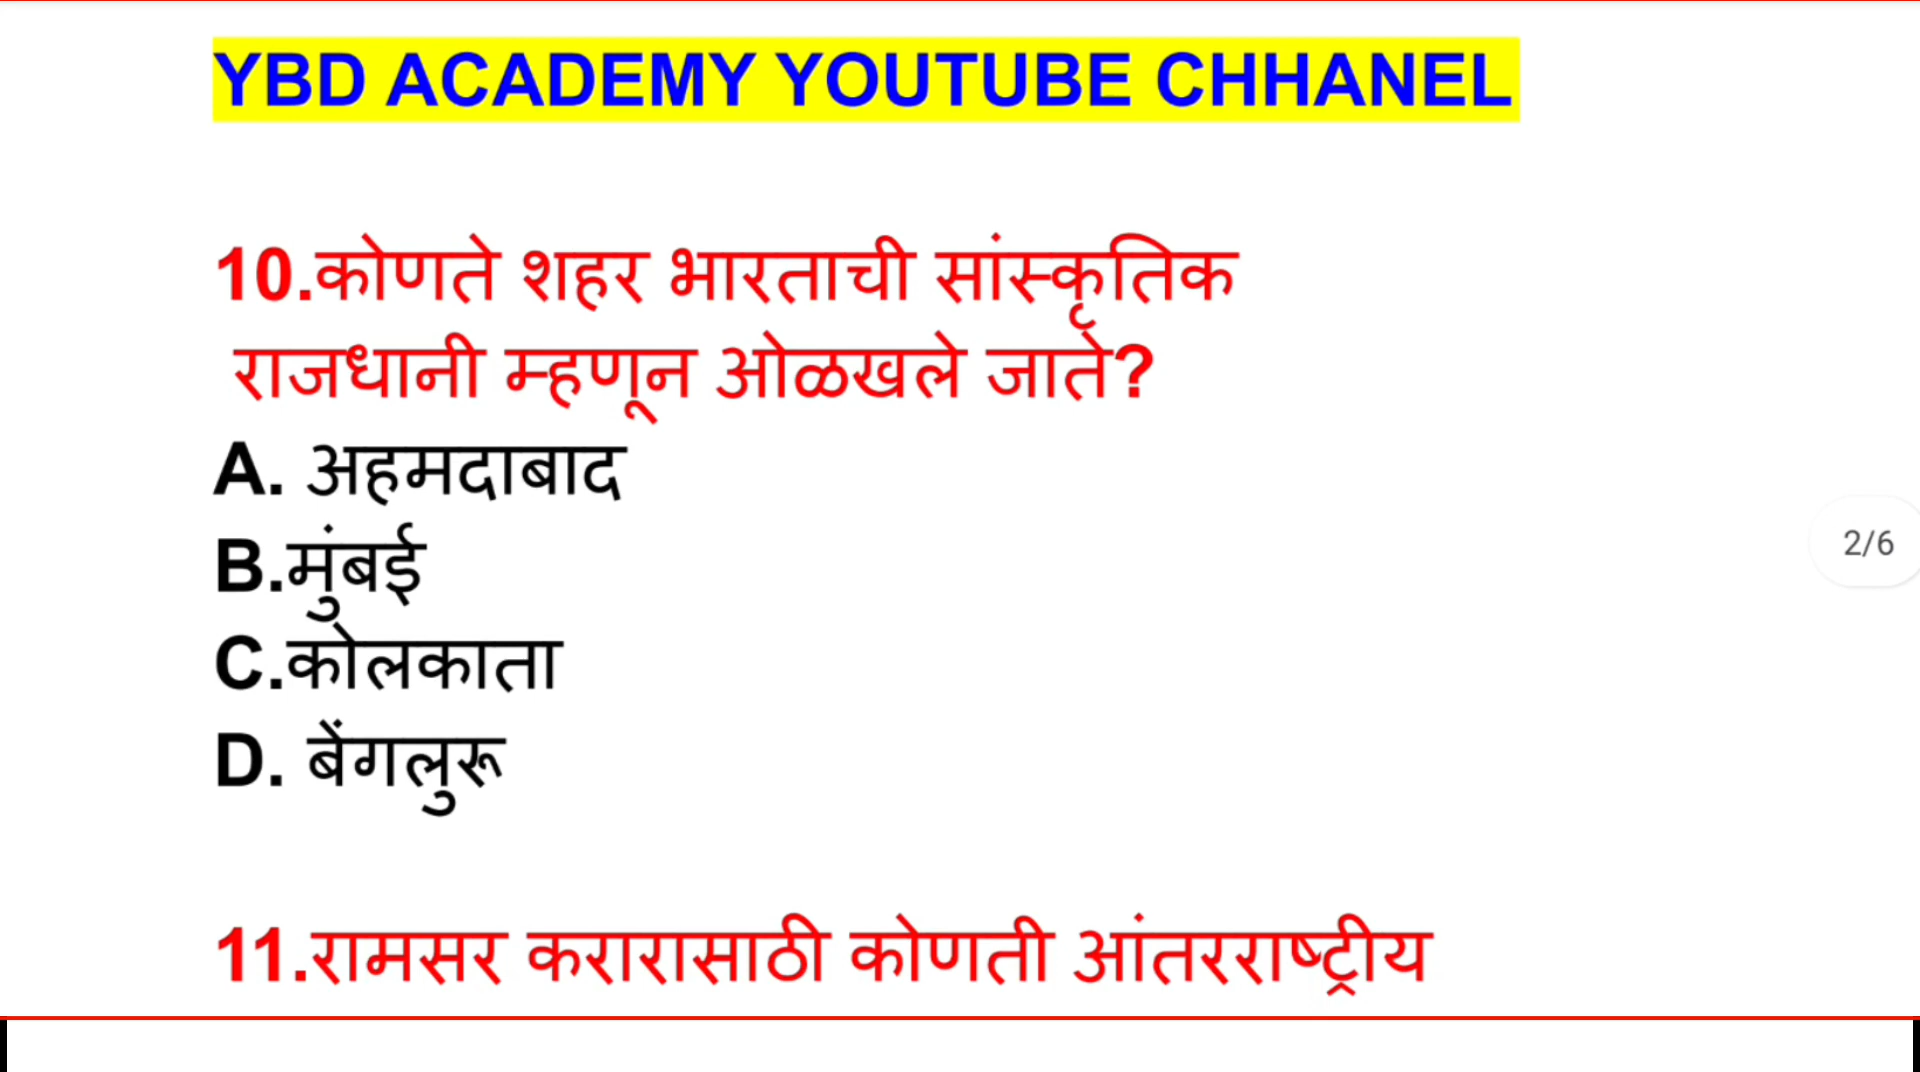 YBD ACADEMY YOUTUBE CHHANEL
10.कोणते शहर भारताची सांस्कृतिक
राजधानी म्हणून ओळखले जाते?
A. अहमदाबाद
B.मुंबई
C.कोलकाता
D. बेंगलुरू
2/6
11.रामसर करारासाठी कोणती आंतरराष्ट्रीय